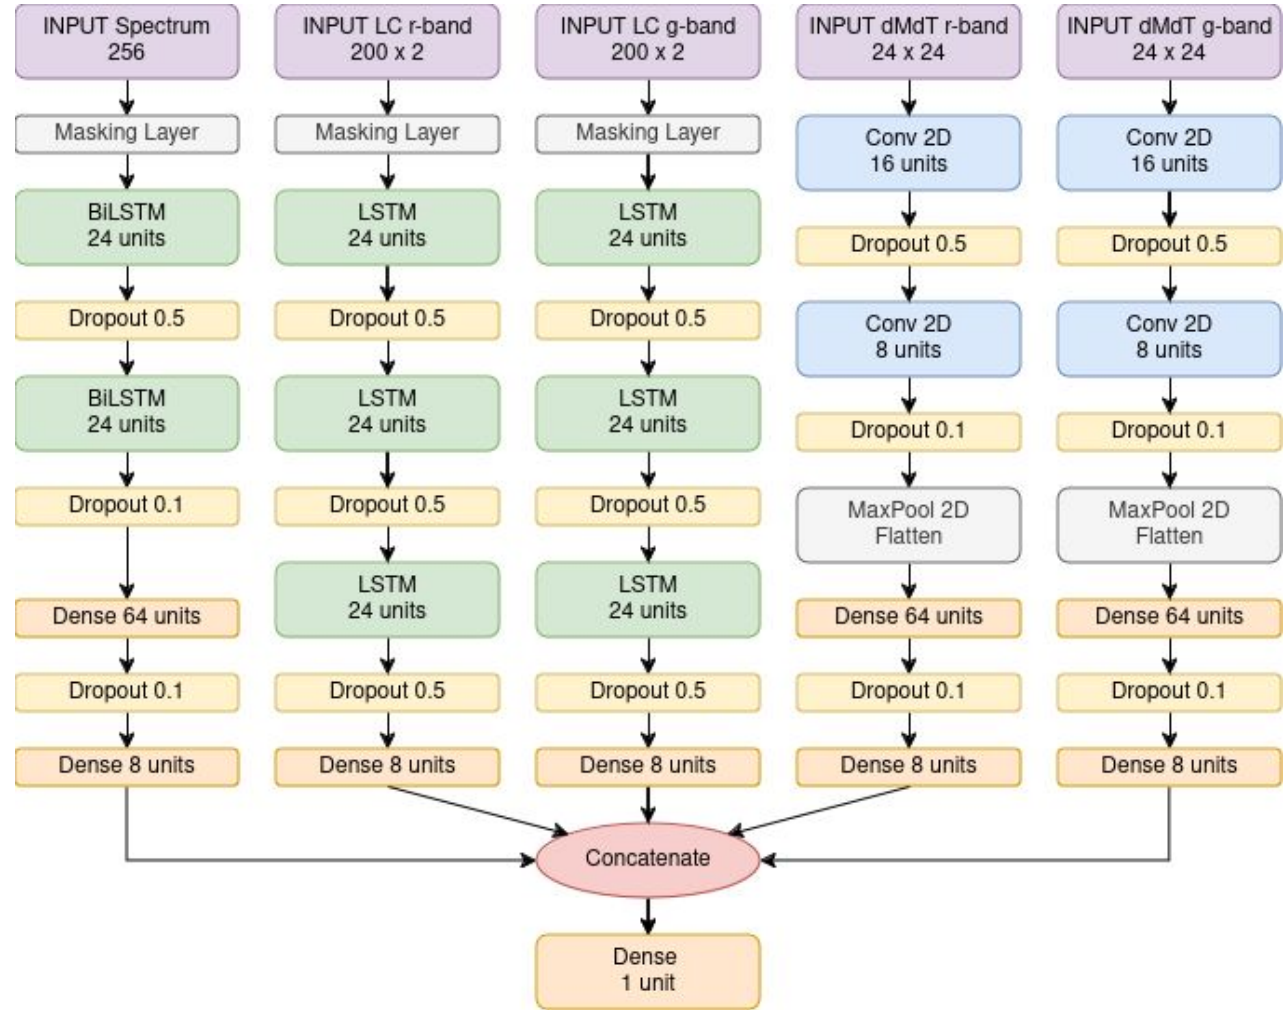 INPUT Spectrum
256
INPUT LC r-band
200 x 2
INPUT LC g-band
200 x 2
INPUT dMdT r-band
24 x 24
INPUT dMdT g-band
24 x 24
Masking Layer
Masking Layer
Masking Layer
Conv 2D
16 units
Conv 2D
16 units
BiLSTM
24 units
LSTM
24 units
LSTM
24 units
Dropout 0.5
Dropout 0.5
Dropout 0.5
Dropout 0.5
Dropout 0.5
Conv 2D
8 units
Conv 2D
8 units
BiLSTM
24 units
LSTM
24 units
LSTM
24 units
Dropout 0.1
Dropout 0.1
Dropout 0.1
Dropout 0.5
Dropout 0.5
MaxPool 2D
Flatten
MaxPool 2D
Flatten
Dense 64 units
LSTM
24 units
LSTM
24 units
Dense 64 units
Dense 64 units
Dropout 0.1
Dropout 0.5
Dropout 0.5
Dropout 0.1
Dropout 0.1
Dense 8 units
Dense 8 units
Dense 8 units
Dense 8 units
Dense 8 units
Concatenate
Dense
1 unit